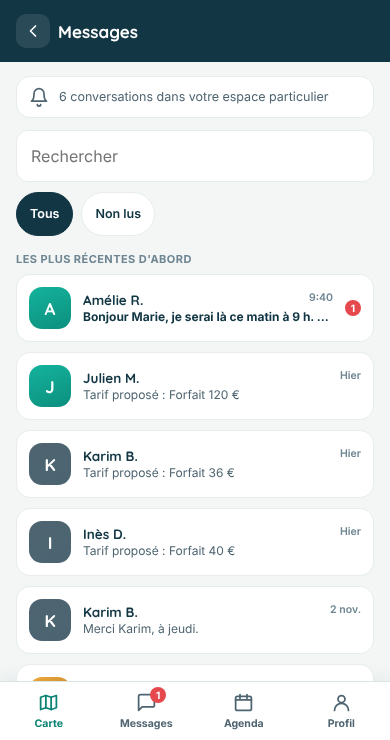 Messages
6 conversations dans votre espace particulier
Rechercher
Tous
Non lus
LES PLUS RÉCENTES D'ABORD
A
Amélie R.
9:40
Bonjour Marie, je serai là ce matin à 9 h. ...
1
J
Julien M.
Hier
Tarif proposé : Forfait 120 €
K
Karim B.
Hier
Tarif proposé : Forfait 36 €
I
Inès D.
Hier
Tarif proposé : Forfait 40 €
K
Karim B.
2 nov.
Merci Karim, à jeudi.
1
Carte
Messages
Agenda
Profil